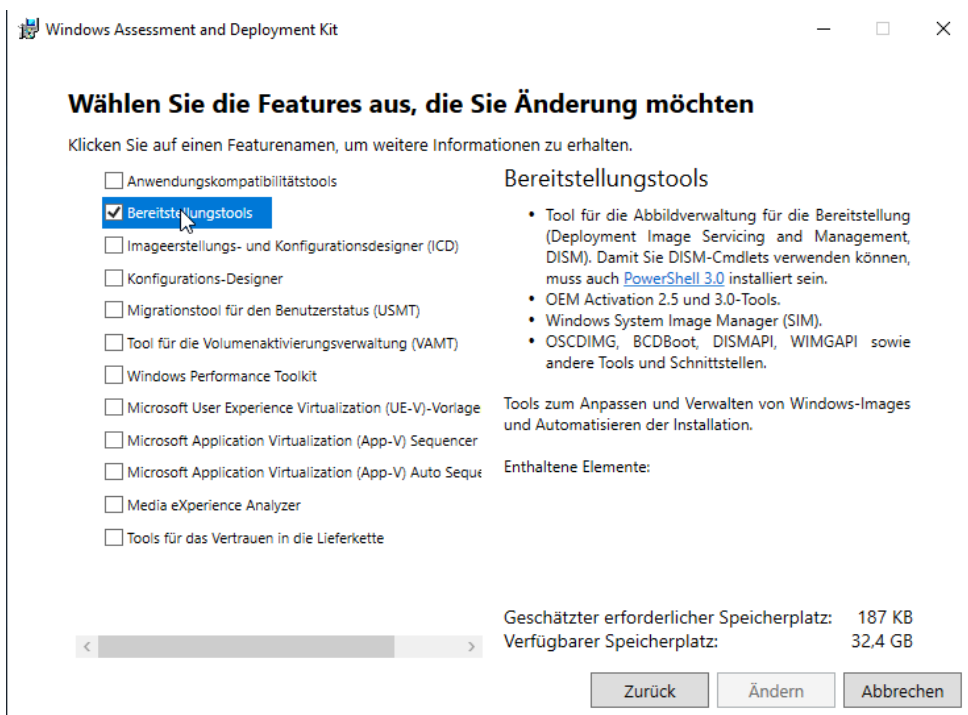 Windows Assessment and Deployment Kit
Wählen Sie die Features aus, die Sie Änderung möchten
Klicken Sie auf einen Featurenamen, um weitere Informationen zu erhalten.
Anwendungskompatibilitätstools
Bereitstellungstools
Imageerstellungs- und Konfigurationsdesigner (ICD)
Konfigurations-Designer
Migrationstool für den Benutzerstatus (USMT)
Tool für die Volumenaktivierungsverwaltung (VAMT)
Windows Performance Toolkit
Microsoft User Experience Virtualization (UE-V)-Vorlage
Microsoft Application Virtualization (App-V) Sequencer
Microsoft Application Virtualization (App-V) Auto Seque
Media eXperience Analyzer
Tools für das Vertrauen in die Lieferkette
Bereitstellungstools
• Tool für die Abbildverwaltung für die Bereitstellung
(Deployment Image Servicing and Management,
DISM). Damit Sie DISM-Cmdlets verwenden können,
muss auch PowerShell 3.0 installiert sein.
• OEM Activation 2.5 und 3.0-Tools.
• Windows System Image Manager (SIM).
• OSCDIMG, BCDBoot, DISMAPI, WIMGAPI sowie
andere Tools und Schnittstellen.
Tools zum Anpassen und Verwalten von Windows-Images
und Automatisieren der Installation.
Enthaltene Elemente:
Geschätzter erforderlicher Speicherplatz: 187 KB
Verfügbarer Speicherplatz: 32,4 GB
Zurück Ändern Abbrechen